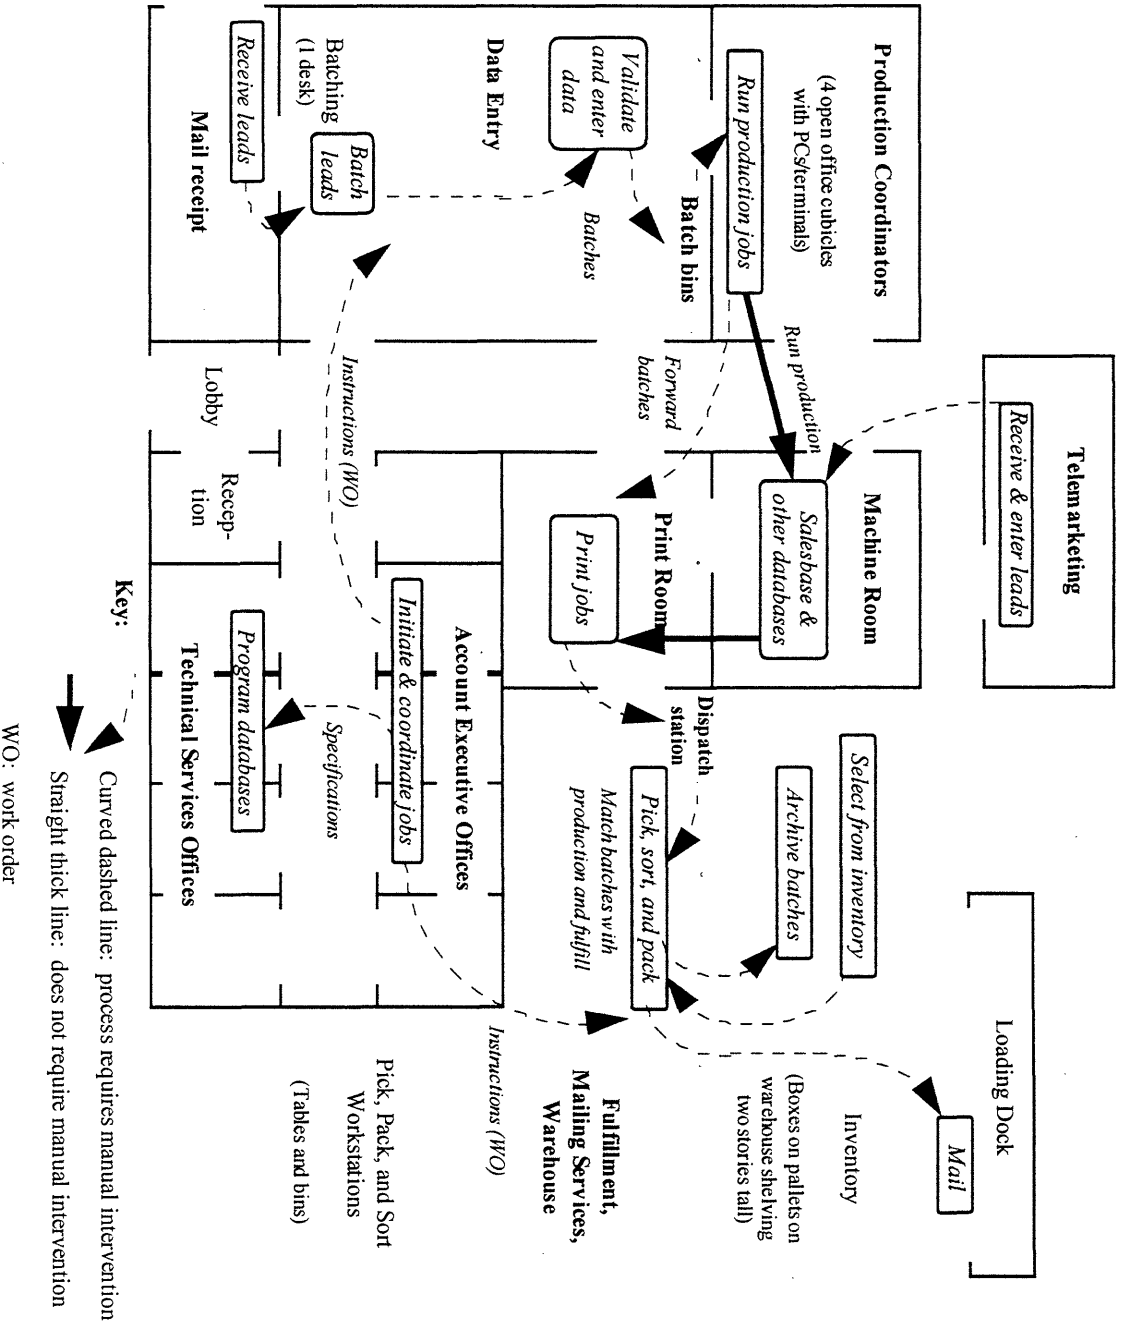 Telemarketing
Receive & enter leads
Loading Dock
Mail
Production Coordinators
(4 open office cubicles
with PCs/terminals)
Run production jobs
Run production
Machine Room
Salesbase &
other databases
Select from inventory
Archive batches
Inventory
(Boxes on pallets on
warehouse shelving
two stories tall)
Batch bins
Forward
batches
Print Room
Print jobs
Dispatch
station
Pick, sort, and pack
Match batches with
production and fulfill
Fulfillment,
Mailing Services,
Warehouse
Validate
and enter
data
Batches
Data Entry
Instructions (WO)
Account Executive Offices
Initiate & coordinate jobs
Pick, Pack, and Sort
Workstations
(Tables and bins)
Batching
(1 desk)
Batch
leads
Instructions (WO)
Specifications
Receive leads
Mail receipt
Lobby
Recep-
tion
Program databases
Technical Services Offices
Key:
Curved dashed line: process requires manual intervention
Straight thick line: does not require manual intervention
WO: work order